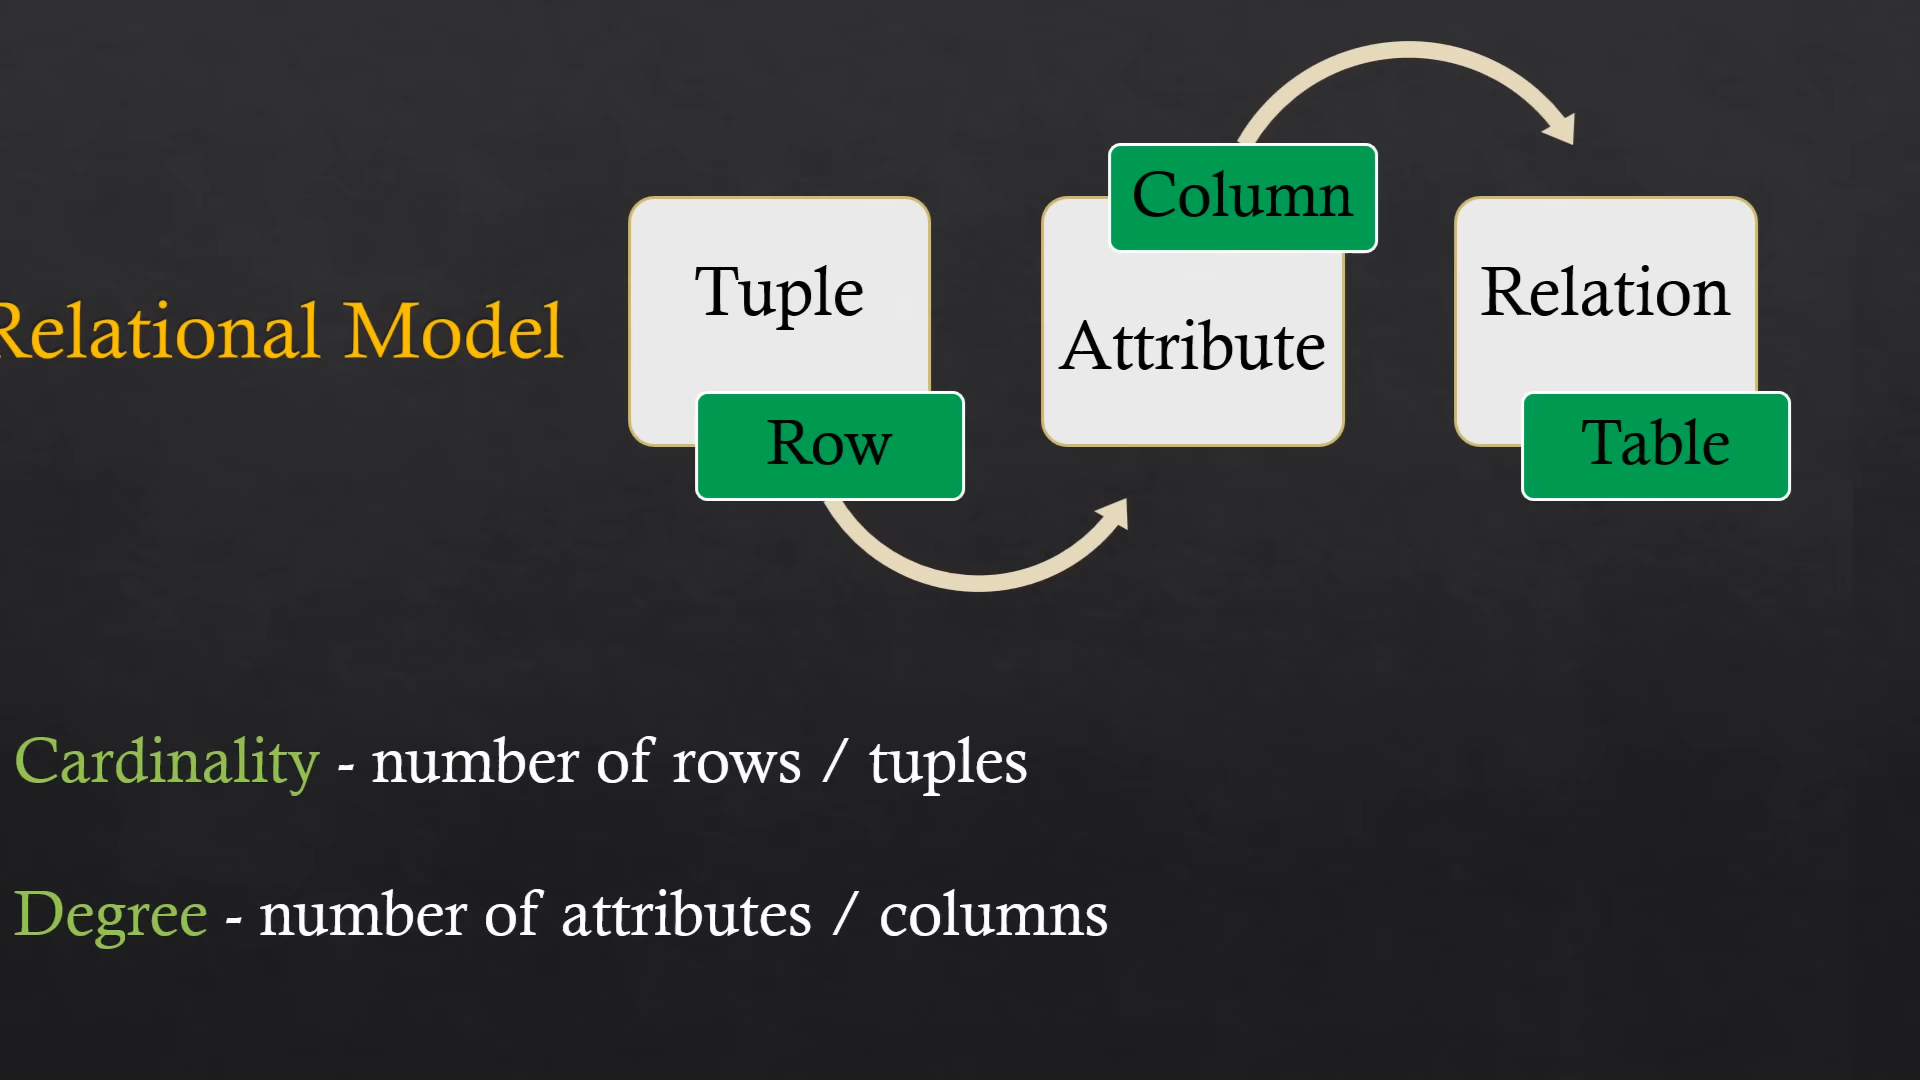 Relational Model
Tuple
Row
Column
Attribute
Relation
Table
Cardinality - number of rows / tuples
Degree - number of attributes / columns